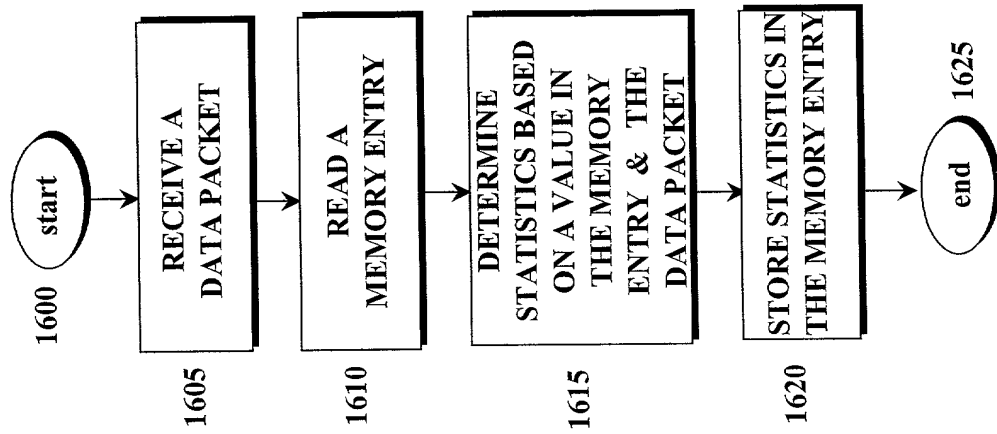 1600
start
1605
RECEIVE A
DATA PACKET
1610
READ A
MEMORY ENTRY
1615
DETERMINE
STATISTICS BASED
ON A VALUE IN
THE MEMORY
ENTRY & THE
DATA PACKET
1620
STORE STATISTICS IN
THE MEMORY ENTRY
end
1625